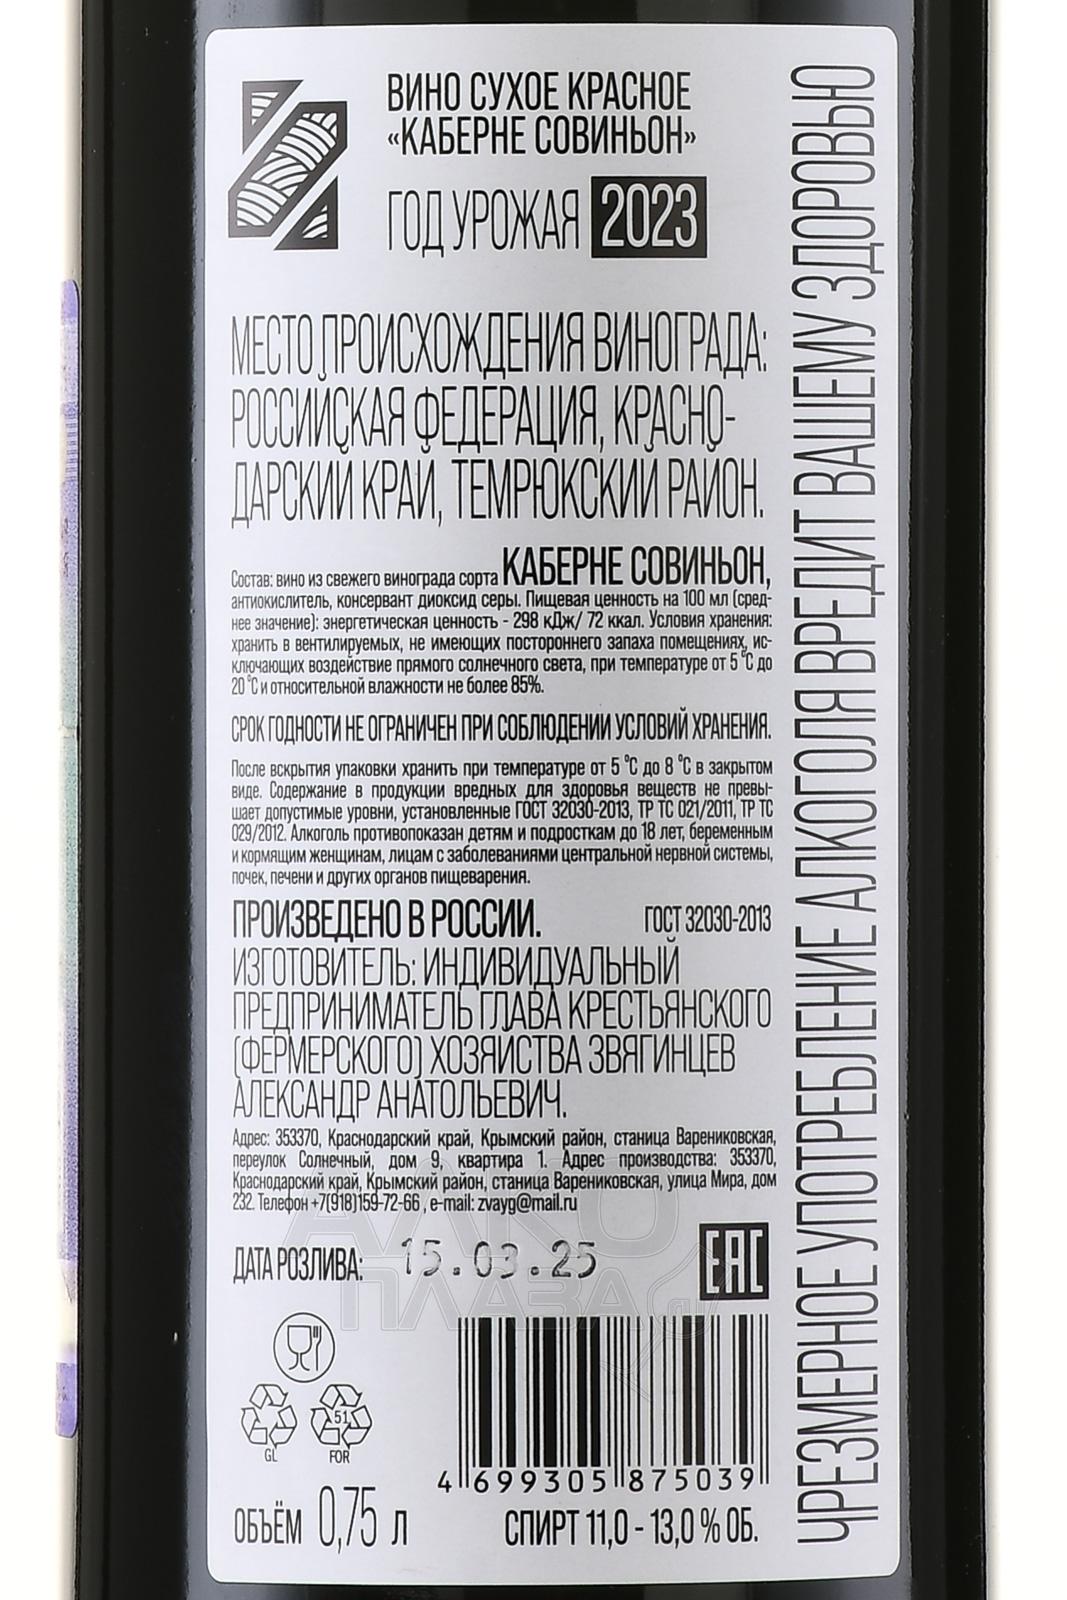 ВИНО СУХОЕ КРАСНОЕ
«КАБЕРНЕ СОВИНЬОН»
ГОД УРОЖАЯ 2023
МЕСТО ПРОИСХОЖДЕНИЯ ВИНОГРАДА:
РОССИЙСКАЯ ФЕДЕРАЦИЯ, КРАСНО-
ДАРСКИЙ КРАЙ, ТЕМРЮКСКИЙ РАЙОН.
Состав: вино из свежего винограда сорта КАБЕРНЕ СОВИНЬОН,
антиокислитель, консервант диоксид серы. Пищевая ценность на 100 мл (сред-
нее значение): энергетическая ценность - 298 кДж/ 72 ккал. Условия хранения:
хранить в вентилируемых, не имеющих постороннего запаха помещениях, ис-
ключающих воздействие прямого солнечного света, при температуре от 5 °С до
20 °С и относительной влажности не более 85%.
СРОК ГОДНОСТИ НЕ ОГРАНИЧЕН ПРИ СОБЛЮДЕНИИ УСЛОВИЙ ХРАНЕНИЯ.
После вскрытия упаковки хранить при температуре от 5 °С до 8 °С в закрытом
виде. Содержание в продукции вредных для здоровья веществ не превы-
шает допустимые уровни, установленные ГОСТ 32030-2013, ТР ТС 021/2011, ТР ТС
029/2012. Алкоголь противопоказан детям и подросткам до 18 лет, беременным
и кормящим женщинам, лицам с заболеваниями центральной нервной системы,
почек, печени и других органов пищеварения.
ПРОИЗВЕДЕНО В РОССИИ. ГОСТ 32030-2013
ИЗГОТОВИТЕЛЬ: ИНДИВИДУАЛЬНЫЙ
ПРЕДПРИНИМАТЕЛЬ ГЛАВА КРЕСТЬЯНСКОГО
(ФЕРМЕРСКОГО) ХОЗЯЙСТВА ЗВЯГИНЦЕВ
АЛЕКСАНДР АНАТОЛЬЕВИЧ.
Адрес: 353370, Краснодарский край, Крымский район, станица Варениковская,
переулок Солнечный, дом 9, квартира 1. Адрес производства: 353370,
Краснодарский край, Крымский район, станица Варениковская, улица Мира, дом
232. Телефон +7(918)159-72-66 , e-mail: zvayg@mail.ru
ДАТА РОЗЛИВА: 15.03.25
EAC
АЛКО
ПЛАЗА
.ru
GL
51
FOR
4 699305 875039
ОБЪЁМ 0,75 Л
СПИРТ 11,0 - 13,0 % ОБ.
ЧРЕЗМЕРНОЕ УПОТРЕБЛЕНИЕ АЛКОГОЛЯ ВРЕДИТ ВАШЕМУ ЗДОРОВЬЮ